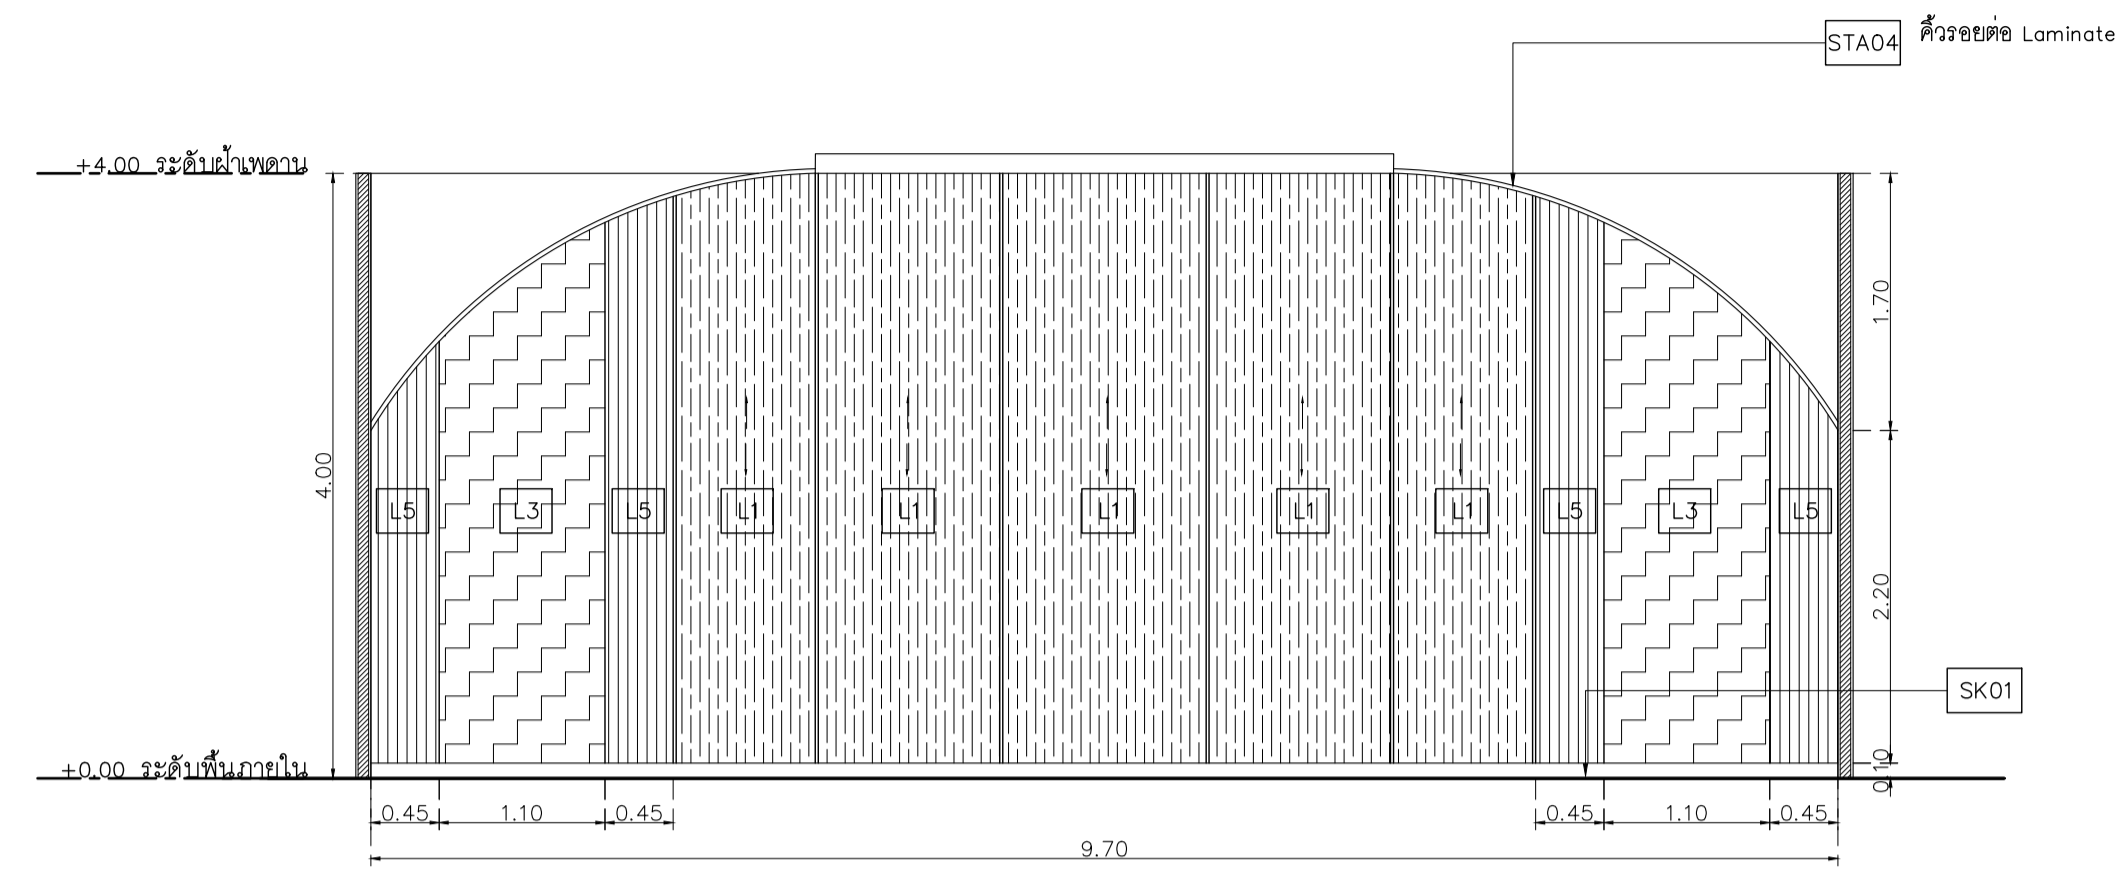 STA04 คิ้วรอยต่อ Laminate
+4.00 ระดับฝ้าเพดาน
1.70
4.00
L5 L3 L5 L1 L1 L1 L1 L1 L5 L3 L5
2.20
SK01
+0.00 ระดับพื้นภายใน
0.10
0.45 1.10 0.45 0.45 1.10 0.45
9.70